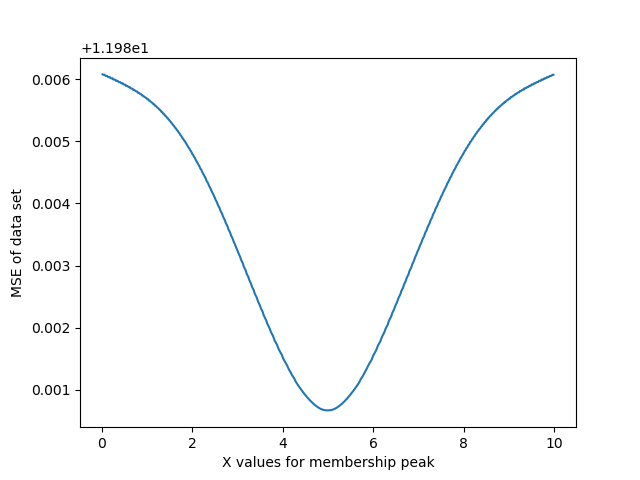 +1.198e1
0.006
0.005
0.004
0.003
0.002
0.001
MSE of data set
0 2 4 6 8 10
X values for membership peak